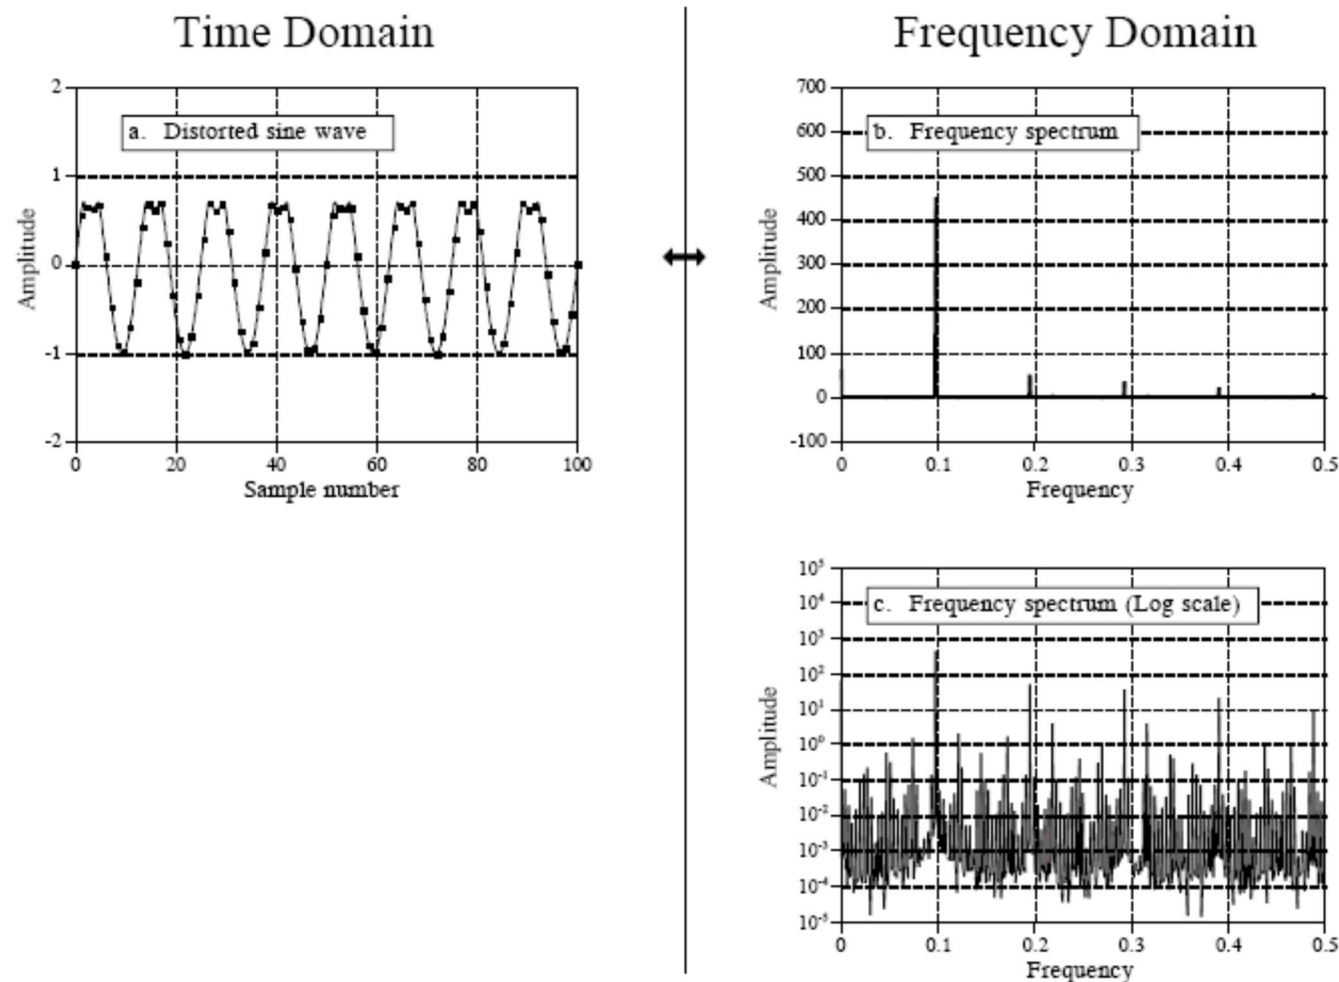 Time Domain
Frequency Domain
2
1
0
-1
-2
a. Distorted sine wave
Amplitude
0 20 40 60 80 100
Sample number
700
600
500
400
300
200
100
0
-100
b. Frequency spectrum
Amplitude
0 0.1 0.2 0.3 0.4 0.5
Frequency
10⁵
10⁴
10³
10²
10¹
10⁰
10⁻¹
10⁻²
10⁻³
10⁻⁴
10⁻⁵
c. Frequency spectrum (Log scale)
Amplitude
0 0.1 0.2 0.3 0.4 0.5
Frequency